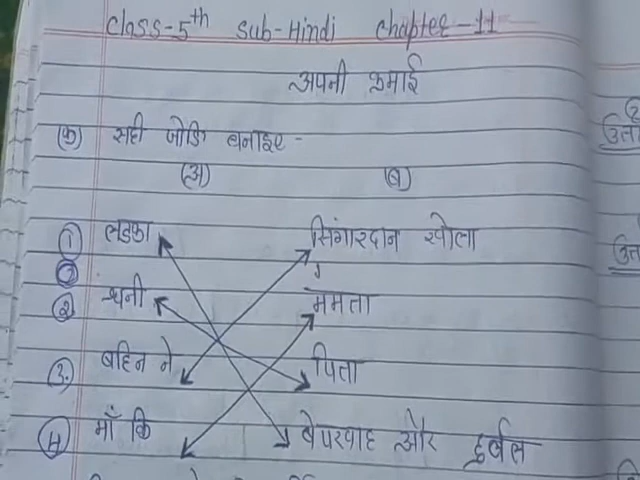 Class-5th Sub-Hindi Chapter-11
अपनी कमाई
(क) सही जोडि बनाइए -
(अ) (ब)
1 लडका सिंगारदान खोला
2 धनी ममता
3. बहिन ने पिता
4 माँ कि बेपरवाह और दुर्बल